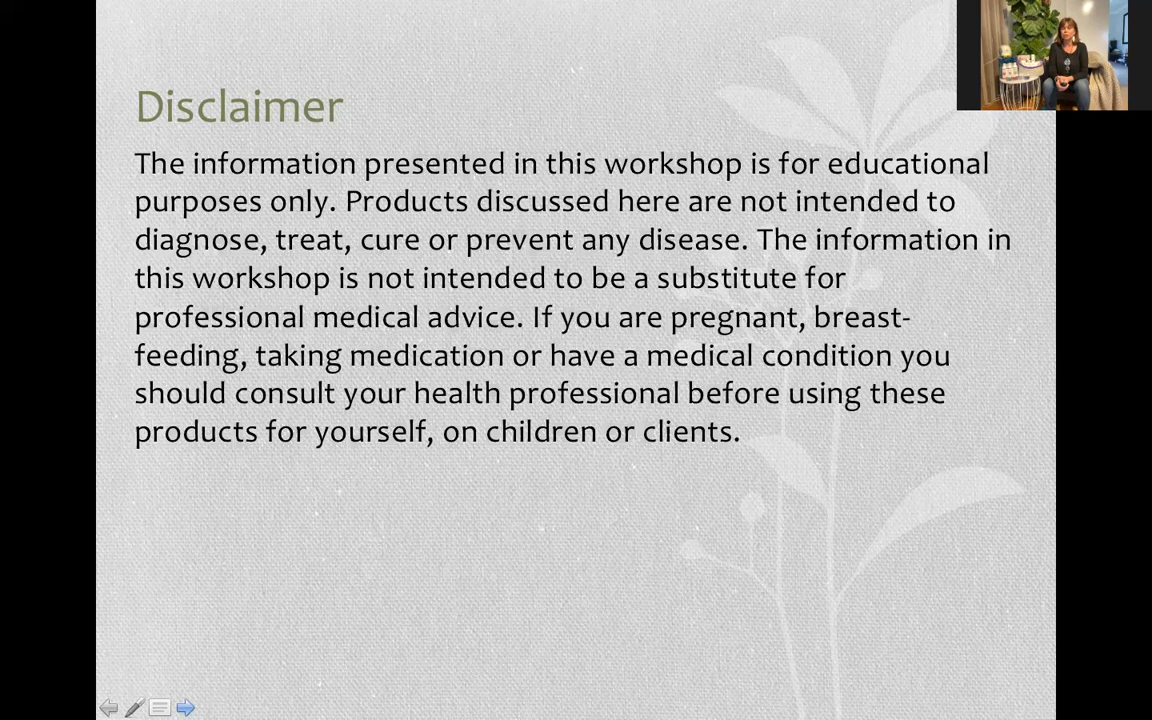 Disclaimer
The information presented in this workshop is for educational
purposes only. Products discussed here are not intended to
diagnose, treat, cure or prevent any disease. The information in
this workshop is not intended to be a substitute for
professional medical advice. If you are pregnant, breast-
feeding, taking medication or have a medical condition you
should consult your health professional before using these
products for yourself, on children or clients.